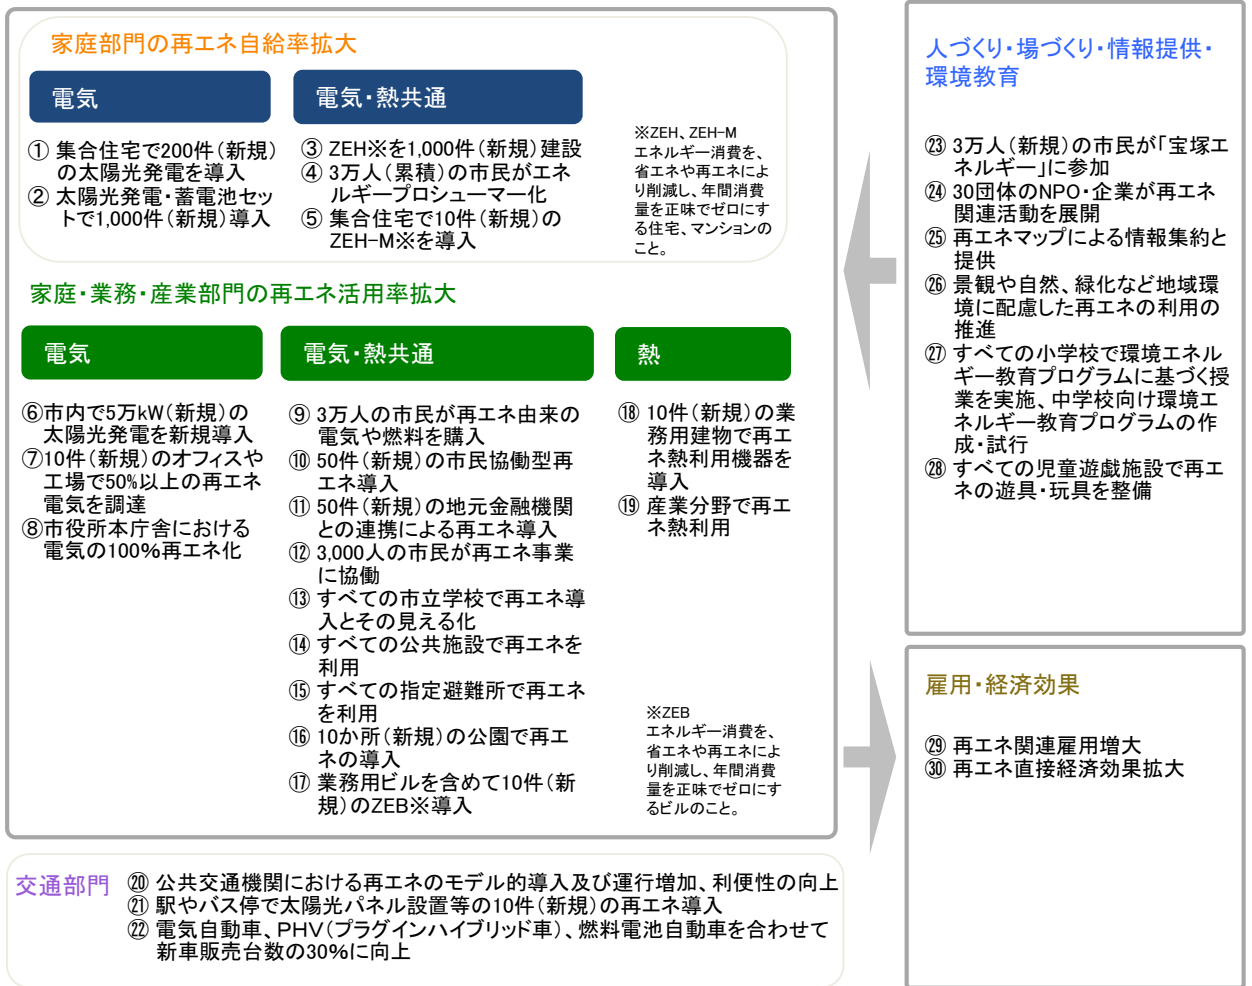 家庭部門の再エネ自給率拡大
電気
① 集合住宅で200件(新規)
の太陽光発電を導入
② 太陽光発電・蓄電池セッ
トで1,000件(新規)導入
電気・熱共通
③ ZEH※を1,000件(新規)建設
④ 3万人(累積)の市民がエネ
ルギープロシューマー化
⑤ 集合住宅で10件(新規)の
ZEH-M※を導入
※ZEH、ZEH-M
エネルギー消費を、
省エネや再エネによ
り削減し、年間消費
量を正味でゼロにす
る住宅、マンションの
こと。
家庭・業務・産業部門の再エネ活用率拡大
電気
⑥市内で5万kW(新規)の
太陽光発電を新規導入
⑦10件(新規)のオフィスや
工場で50%以上の再エネ
電気を調達
⑧市役所本庁舎における
電気の100%再エネ化
電気・熱共通
⑨ 3万人の市民が再エネ由来の
電気や燃料を購入
⑩ 50件(新規)の市民協働型再
エネ導入
⑪ 50件(新規)の地元金融機関
との連携による再エネ導入
⑫ 3,000人の市民が再エネ事業
に協働
⑬ すべての市立学校で再エネ導
入とその見える化
⑭ すべての公共施設で再エネを
利用
⑮ すべての指定避難所で再エネ
を利用
⑯ 10か所(新規)の公園で再エ
ネの導入
⑰ 業務用ビルを含めて10件(新
規)のZEB※導入
熱
⑱ 10件(新規)の業
務用建物で再エ
ネ熱利用機器を
導入
⑲ 産業分野で再エ
ネ熱利用
※ZEB
エネルギー消費を、
省エネや再エネによ
り削減し、年間消費
量を正味でゼロにす
るビルのこと。
交通部門
⑳ 公共交通機関における再エネのモデル的導入及び運行増加、利便性の向上
㉑ 駅やバス停で太陽光パネル設置等の10件(新規)の再エネ導入
㉒ 電気自動車、PHV(プラグインハイブリッド車)、燃料電池自動車を合わせて
新車販売台数の30%に向上
人づくり・場づくり・情報提供・
環境教育
㉓ 3万人(新規)の市民が「宝塚エ
ネルギー」に参加
㉔ 30団体のNPO・企業が再エネ
関連活動を展開
㉕ 再エネマップによる情報集約と
提供
㉖ 景観や自然、緑化など地域環
境に配慮した再エネの利用の
推進
㉗ すべての小学校で環境エネル
ギー教育プログラムに基づく授
業を実施、中学校向け環境エ
ネルギー教育プログラムの作
成・試行
㉘ すべての児童遊戯施設で再エ
ネの遊具・玩具を整備
雇用・経済効果
㉙ 再エネ関連雇用増大
㉚ 再エネ直接経済効果拡大